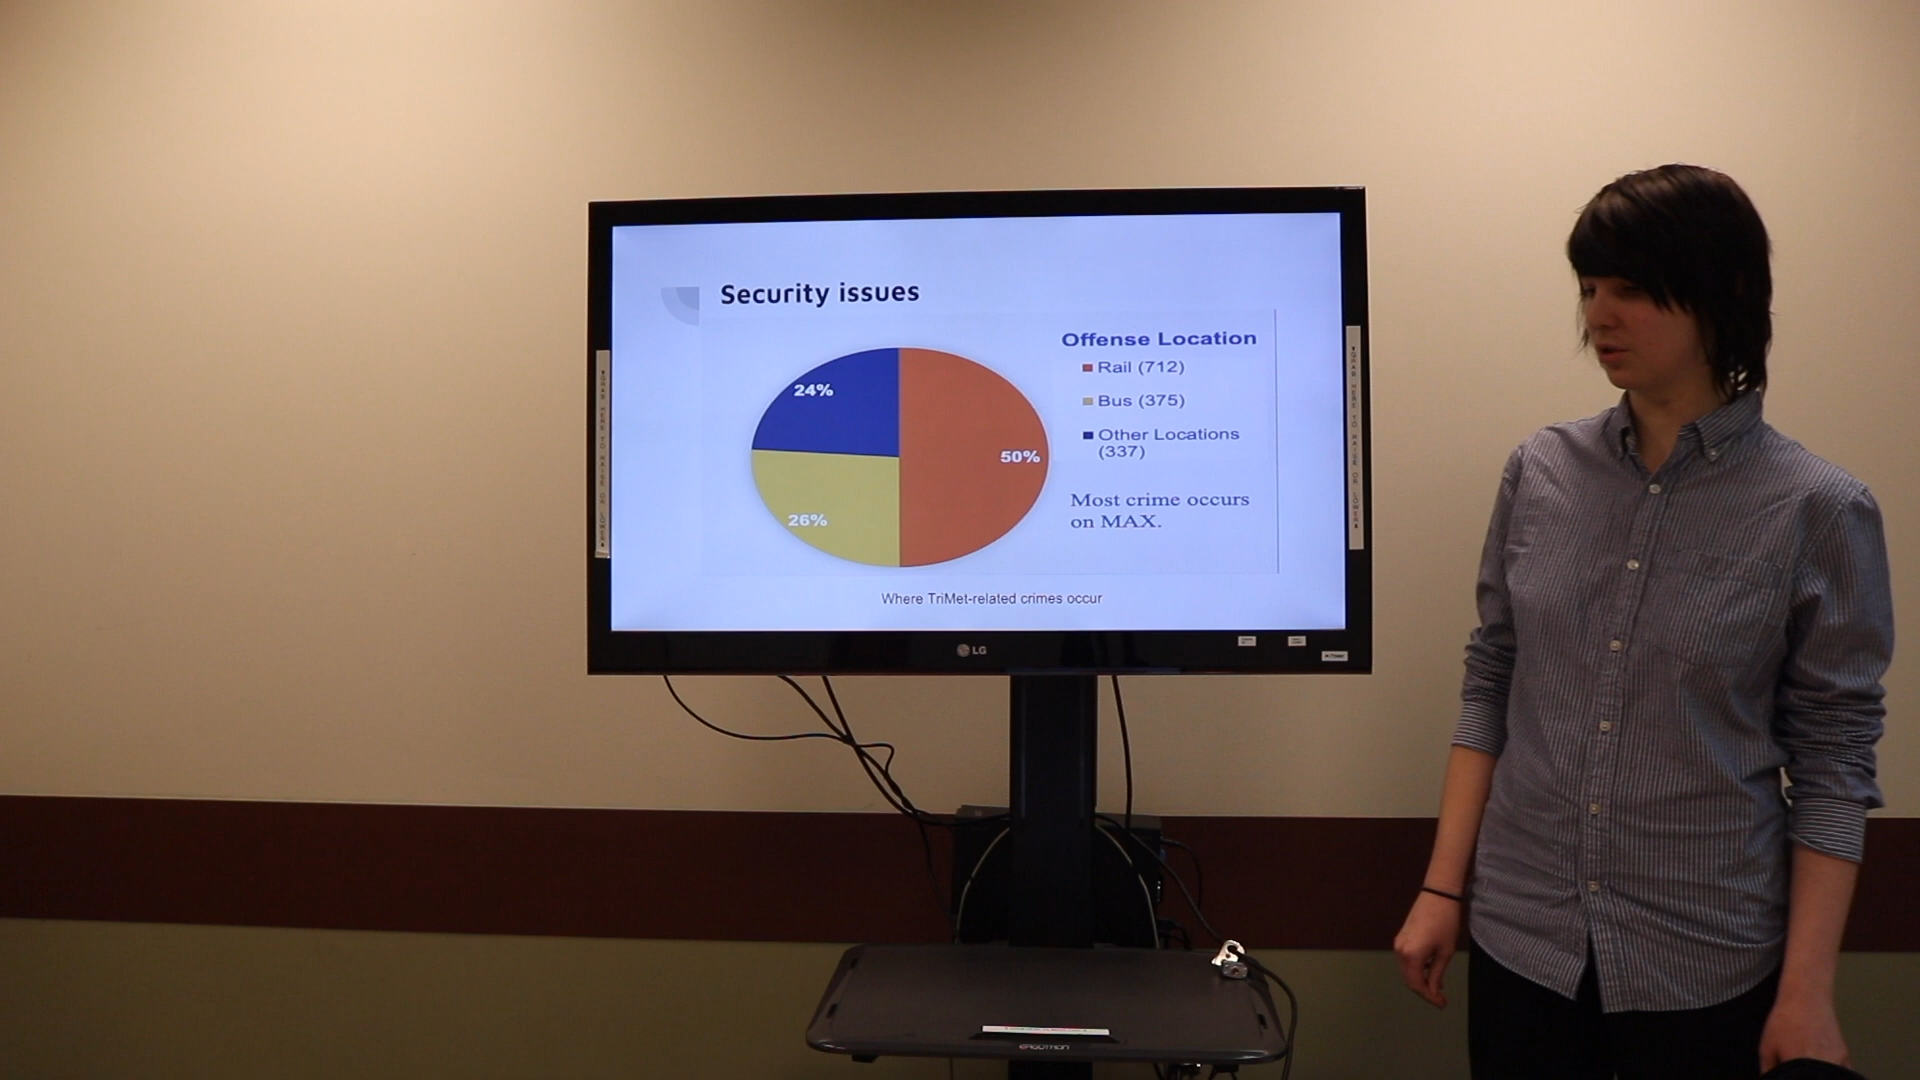 Security issues
Offense Location
Rail (712)
Bus (375)
Other Locations
(337)
24%
50%
26%
Most crime occurs
on MAX.
Where TriMet-related crimes occur
LG
ERGOTRON